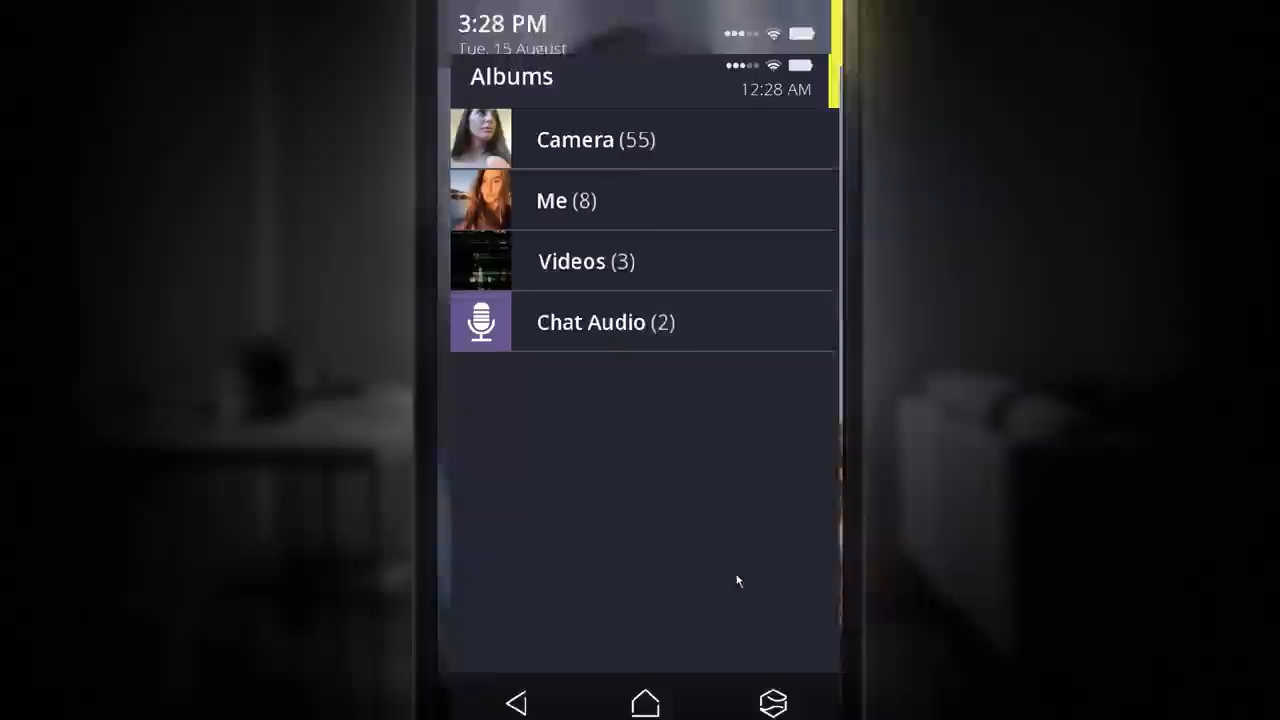 3:28 PM
Tue, 15 August
Albums
12:28 AM
Camera (55)
Me (8)
Videos (3)
Chat Audio (2)